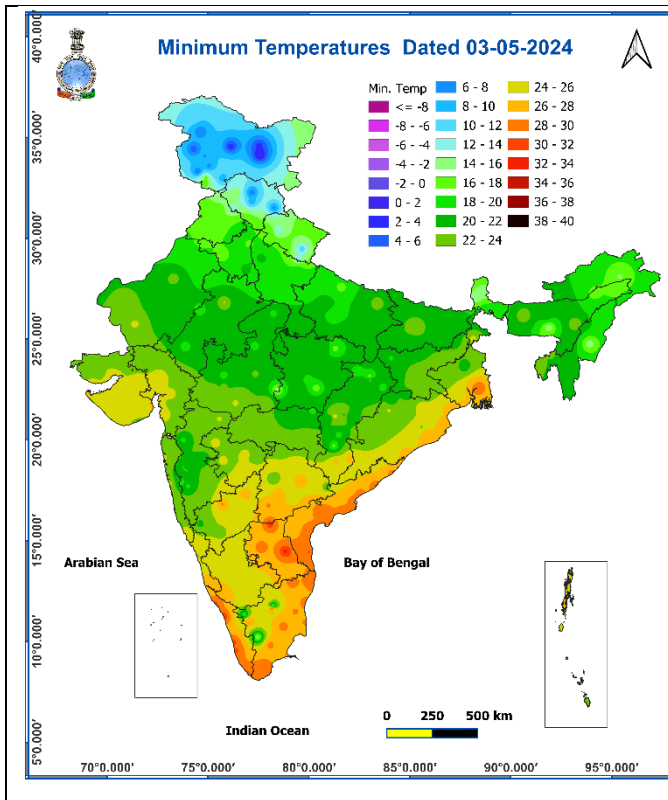 Minimum Temperatures Dated 03-05-2024
Min. Temp
<= -8
-8 - -6
-6 - -4
-4 - -2
-2 - 0
0 - 2
2 - 4
4 - 6
6 - 8
8 - 10
10 - 12
12 - 14
14 - 16
16 - 18
18 - 20
20 - 22
22 - 24
24 - 26
26 - 28
28 - 30
30 - 32
32 - 34
34 - 36
36 - 38
38 - 40
40°0.000'
35°0.000'
30°0.000'
25°0.000'
20°0.000'
15°0.000'
10°0.000'
5°0.000'
Arabian Sea
Bay of Bengal
Indian Ocean
0 250 500 km
70°0.000' 75°0.000' 80°0.000' 85°0.000' 90°0.000' 95°0.000'